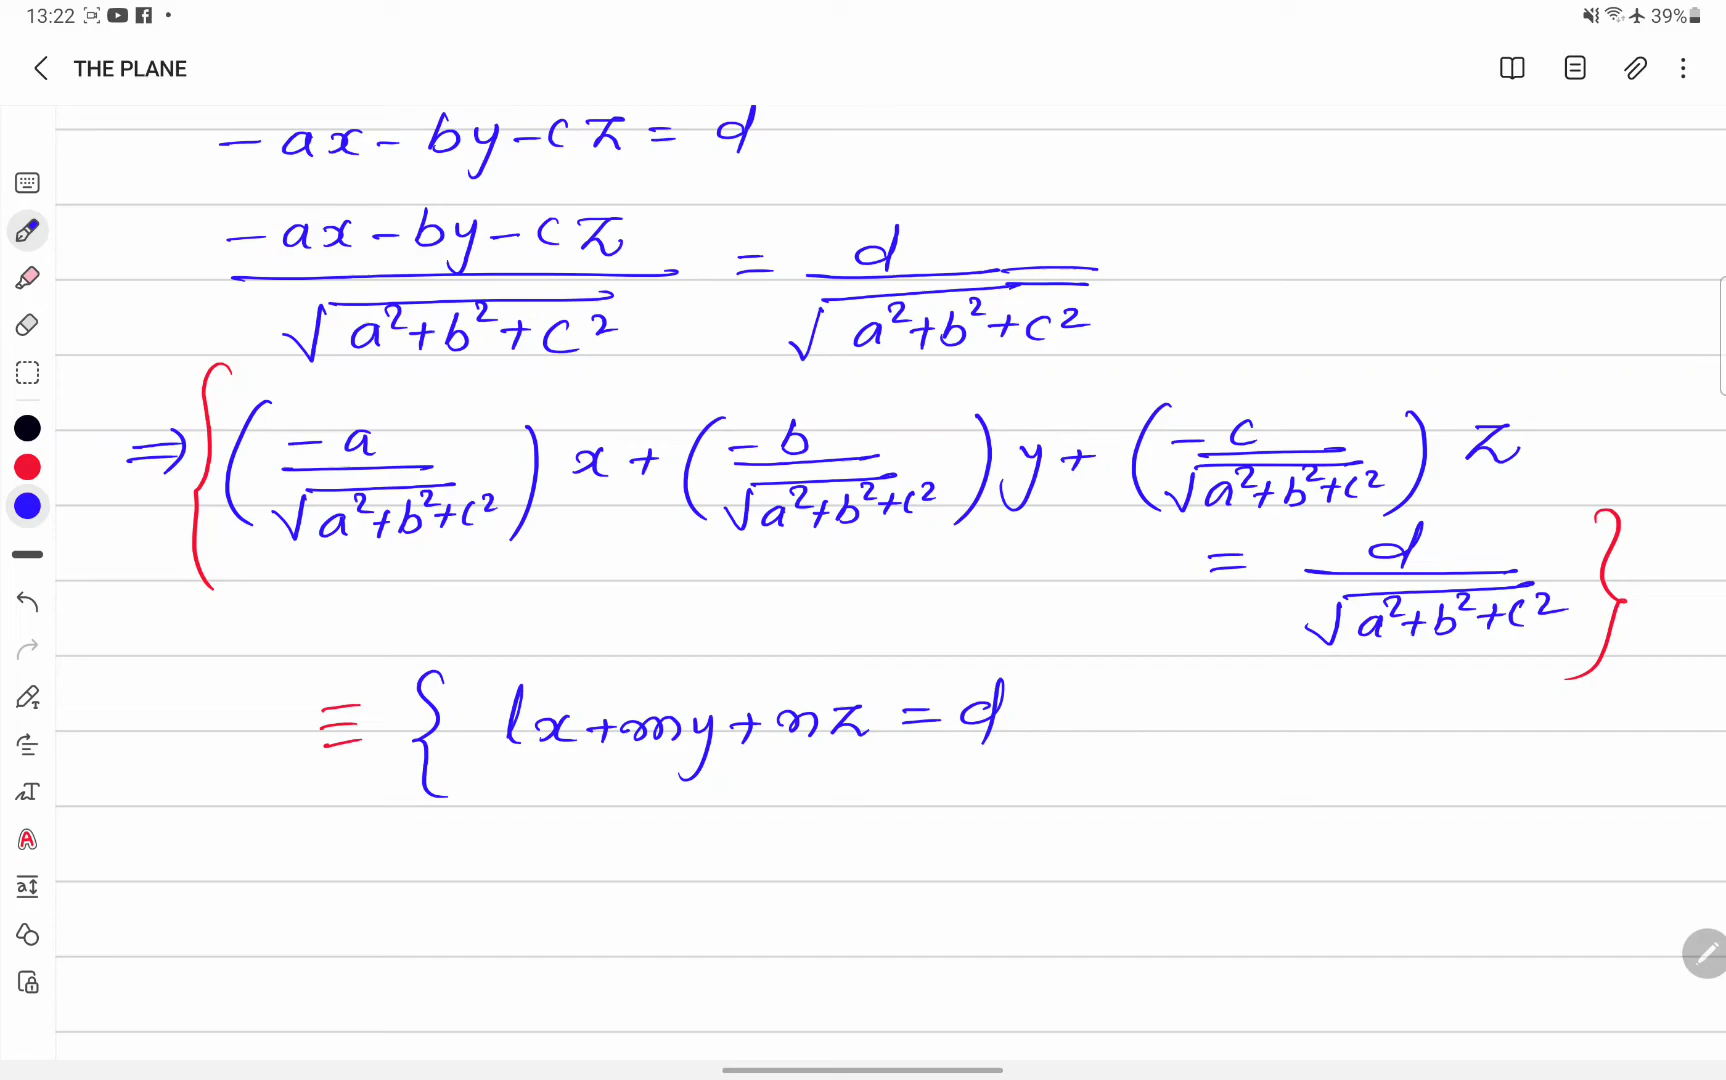 13:22 39%
THE PLANE
-ax - by - cz = d
(-ax - by - cz)/√(a²+b²+c²) = d/√(a²+b²+c²)
⇒ { (-a/√(a²+b²+c²)) x + (-b/√(a²+b²+c²)) y + (-c/√(a²+b²+c²)) z
= d/√(a²+b²+c²) }
≡ { lx + my + nz = d